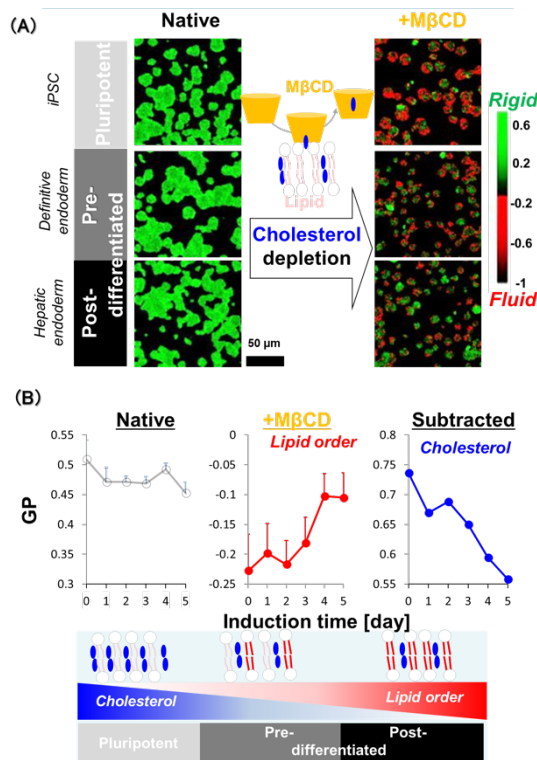 (A)
Native
+MβCD
iPSC
Pluripotent
Definitive
endoderm
Pre-
Hepatic
endoderm
Post-
differentiated
MβCD
Lipid
Cholesterol
depletion
50 μm
Rigid
0.6
0.2
-0.2
-0.6
-1
Fluid
(B)
Native
+MβCD
Subtracted
Lipid order
Cholesterol
GP
0.55
0.5
0.45
0.4
0.35
0.3
0 1 2 3 4 5
0
-0.05
-0.1
-0.15
-0.2
-0.25
0 1 2 3 4 5
0.8
0.75
0.7
0.65
0.6
0.55
0 1 2 3 4 5
Induction time [day]
Cholesterol
Lipid order
Pluripotent
Pre-
Post-
differentiated